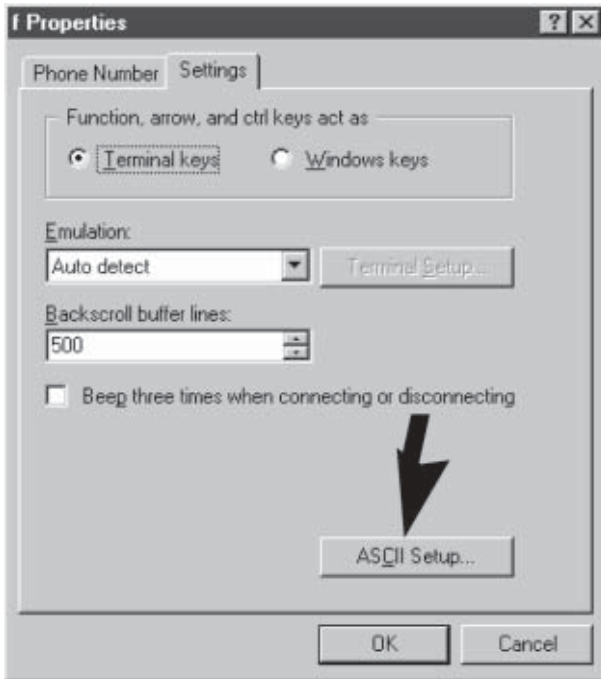 f Properties
Phone Number Settings
Function, arrow, and ctrl keys act as
Terminal keys Windows keys
Emulation:
Auto detect Terminal Setup...
Backscroll buffer lines:
500
Beep three times when connecting or disconnecting
ASCII Setup...
OK Cancel